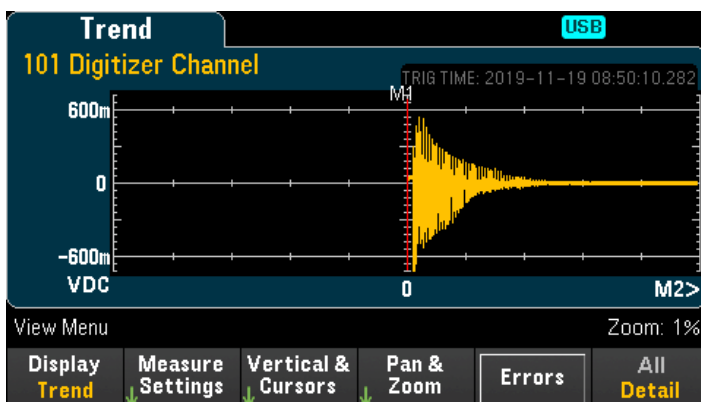 Trend
USB
101 Digitizer Channel
TRIG TIME: 2019-11-19 08:50:10.282
M1
600m
0
-600m
VDC
0
M2>
View Menu
Zoom: 1%
Display
Trend
Measure
Settings
Vertical &
Cursors
Pan &
Zoom
Errors
All
Detail